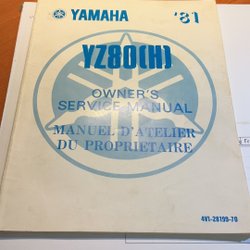 YAMAHA '81
YZ80(H)
OWNER'S
SERVICE MANUAL
MANUEL D'ATELIER
DU PROPRIETAIRE
4V1-28199-70